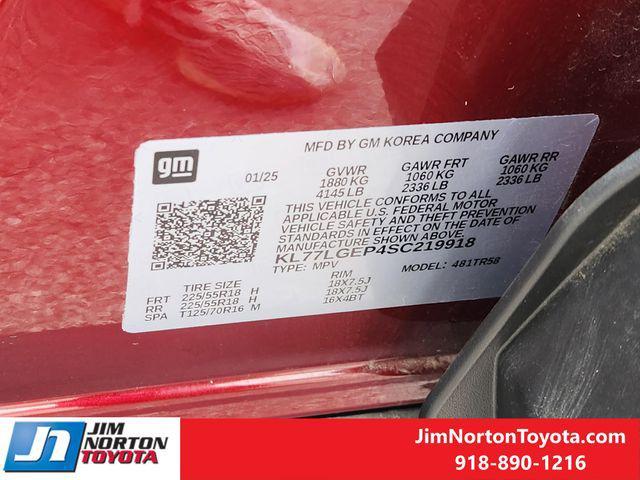 gm
MFD BY GM KOREA COMPANY
01/25
GVWR
1880 KG
4145 LB
GAWR FRT
1060 KG
2336 LB
GAWR RR
1060 KG
2336 LB
THIS VEHICLE CONFORMS TO ALL
APPLICABLE U.S. FEDERAL MOTOR
VEHICLE SAFETY AND THEFT PREVENTION
STANDARDS IN EFFECT ON THE DATE OF
MANUFACTURE SHOWN ABOVE.
KL77LGEP4SC219918
TYPE: MPV
MODEL: 481TR58
TIRE SIZE RIM
FRT 225/55R18 H 18X7.5J
RR 225/55R18 H 18X7.5J
SPA T125/70R16 M 16X4BT
JN JIM
NORTON
TOYOTA
JimNortonToyota.com
918-890-1216